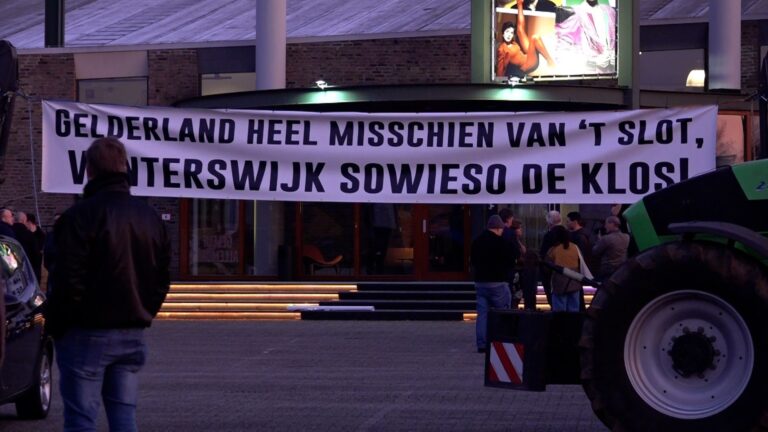 GELDERLAND HEEL MISSCHIEN VAN 'T SLOT,
WINTERSWIJK SOWIESO DE KLOS!